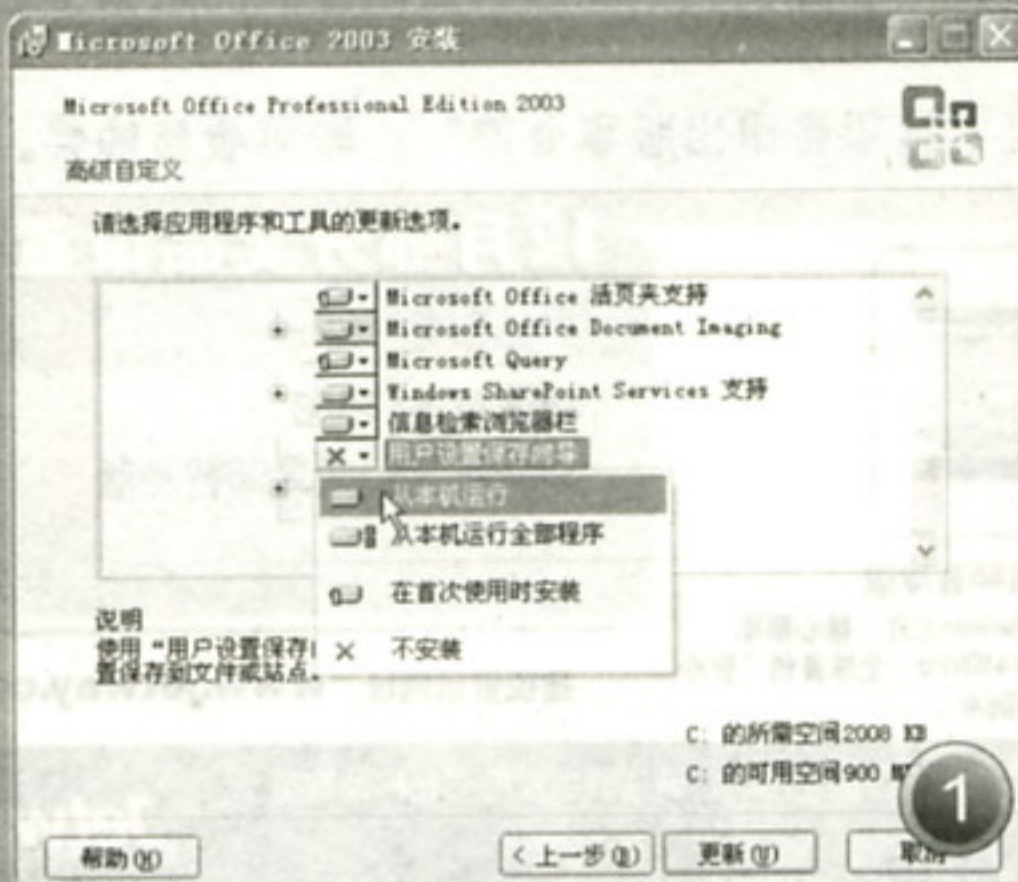 Microsoft Office 2003 安装
Microsoft Office Professional Edition 2003
高级自定义
请选择应用程序和工具的更新选项。
Microsoft Office 活页夹支持
Microsoft Office Document Imaging
Microsoft Query
Windows SharePoint Services 支持
信息检索浏览器栏
用户设置保存向导
从本机运行
从本机运行全部程序
在首次使用时安装
不安装
说明
使用“用户设置保存
置保存到文件或站点。
C: 的所需空间2008 KB
C: 的可用空间900
1
帮助(H)
< 上一步(B)
更新(U)
取消